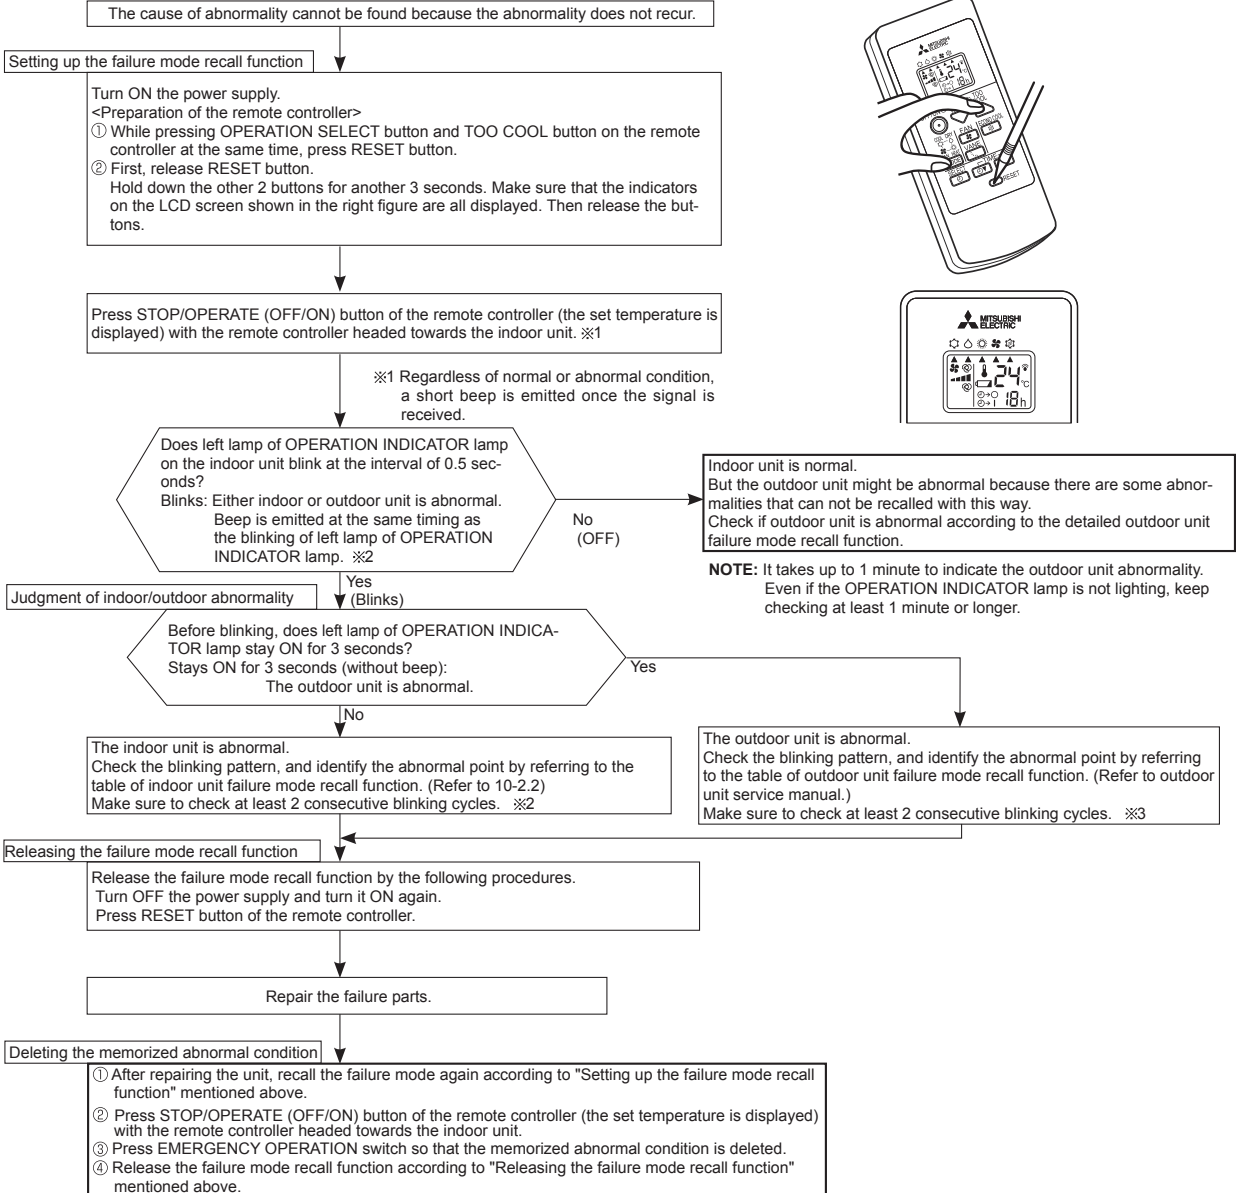 The cause of abnormality cannot be found because the abnormality does not recur.
Setting up the failure mode recall function
Turn ON the power supply.
<Preparation of the remote controller>
① While pressing OPERATION SELECT button and TOO COOL button on the remote
controller at the same time, press RESET button.
② First, release RESET button.
Hold down the other 2 buttons for another 3 seconds. Make sure that the indicators
on the LCD screen shown in the right figure are all displayed. Then release the but-
tons.
MITSUBISHI
ELECTRIC
24
18h
TOO
COOL
FAN
ECONO COOL
COOL DRY
VANE
SELECT
TIME
RESET
Press STOP/OPERATE (OFF/ON) button of the remote controller (the set temperature is
displayed) with the remote controller headed towards the indoor unit. ※1
MITSUBISHI
ELECTRIC
24°C
18h
※1 Regardless of normal or abnormal condition,
a short beep is emitted once the signal is
received.
Does left lamp of OPERATION INDICATOR lamp
on the indoor unit blink at the interval of 0.5 sec-
onds?
Blinks: Either indoor or outdoor unit is abnormal.
Beep is emitted at the same timing as
the blinking of left lamp of OPERATION
INDICATOR lamp. ※2
No
(OFF)
Indoor unit is normal.
But the outdoor unit might be abnormal because there are some abnor-
malities that can not be recalled with this way.
Check if outdoor unit is abnormal according to the detailed outdoor unit
failure mode recall function.
NOTE: It takes up to 1 minute to indicate the outdoor unit abnormality.
Even if the OPERATION INDICATOR lamp is not lighting, keep
checking at least 1 minute or longer.
Yes
(Blinks)
Judgment of indoor/outdoor abnormality
Before blinking, does left lamp of OPERATION INDICA-
TOR lamp stay ON for 3 seconds?
Stays ON for 3 seconds (without beep):
The outdoor unit is abnormal.
Yes
No
The indoor unit is abnormal.
Check the blinking pattern, and identify the abnormal point by referring to the
table of indoor unit failure mode recall function. (Refer to 10-2.2)
Make sure to check at least 2 consecutive blinking cycles. ※2
The outdoor unit is abnormal.
Check the blinking pattern, and identify the abnormal point by referring
to the table of outdoor unit failure mode recall function. (Refer to outdoor
unit service manual.)
Make sure to check at least 2 consecutive blinking cycles. ※3
Releasing the failure mode recall function
Release the failure mode recall function by the following procedures.
Turn OFF the power supply and turn it ON again.
Press RESET button of the remote controller.
Repair the failure parts.
Deleting the memorized abnormal condition
① After repairing the unit, recall the failure mode again according to "Setting up the failure mode recall
function" mentioned above.
② Press STOP/OPERATE (OFF/ON) button of the remote controller (the set temperature is displayed)
with the remote controller headed towards the indoor unit.
③ Press EMERGENCY OPERATION switch so that the memorized abnormal condition is deleted.
④ Release the failure mode recall function according to "Releasing the failure mode recall function"
mentioned above.